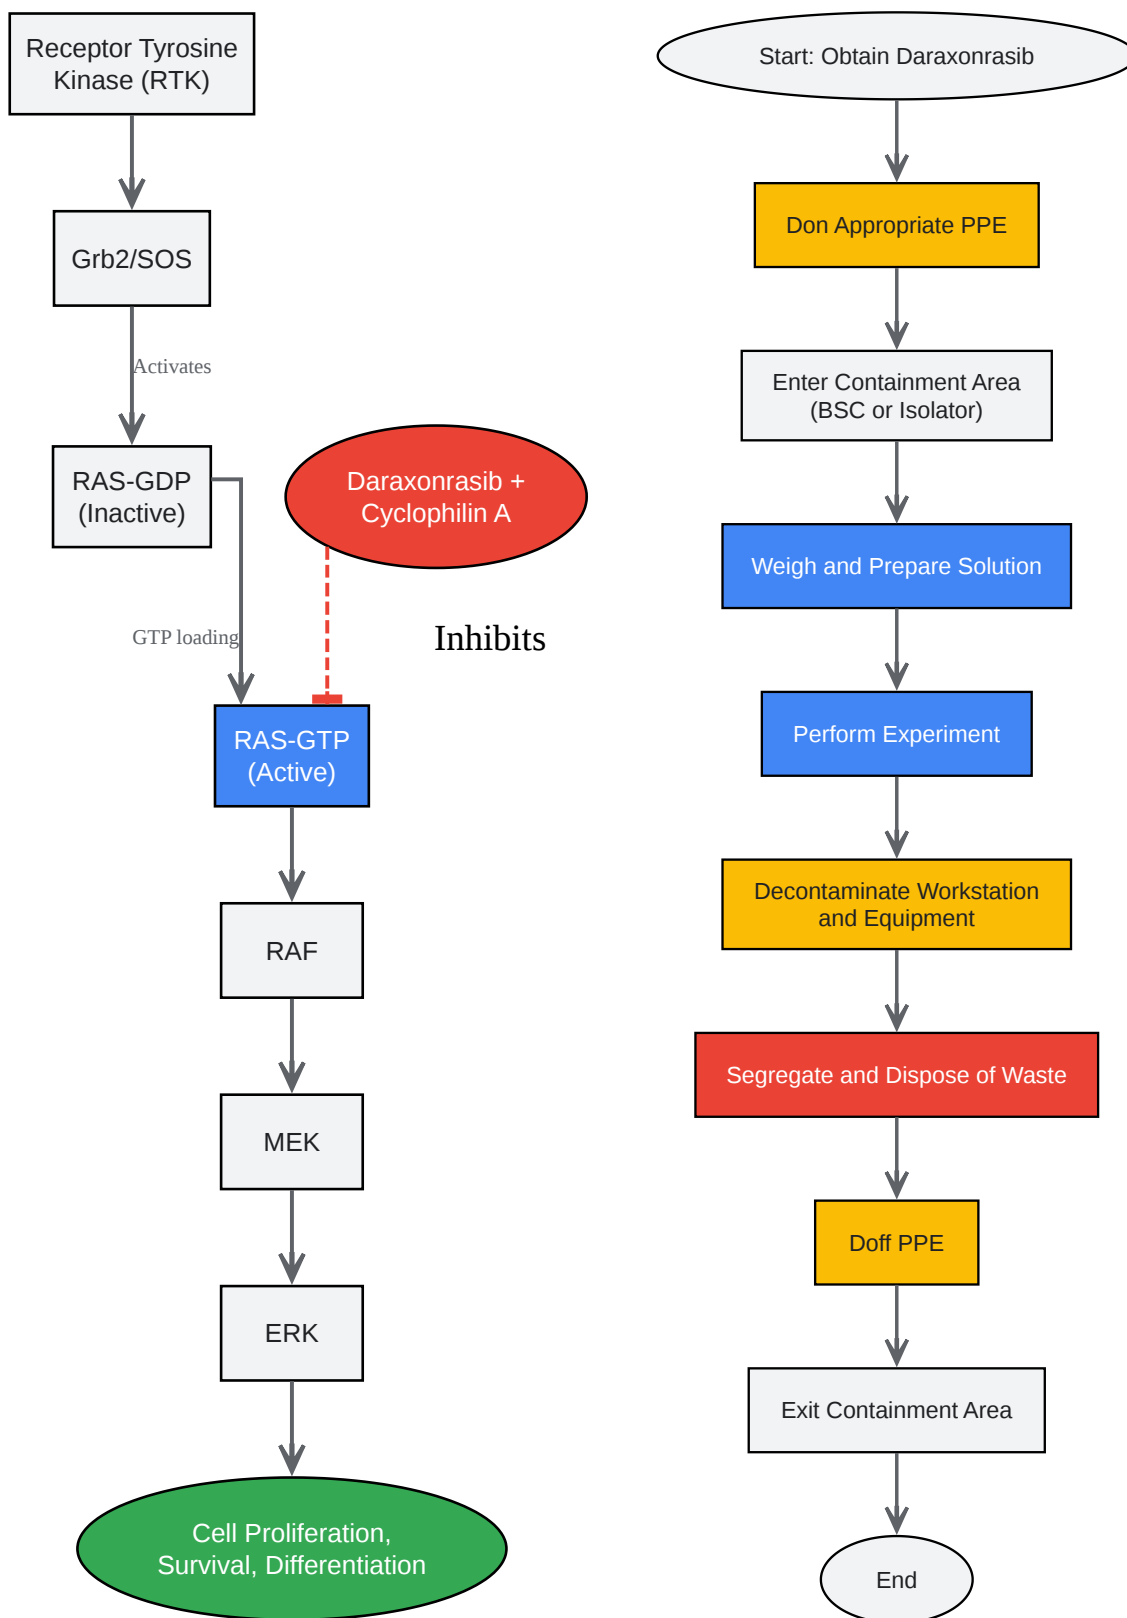 Receptor Tyrosine
Kinase (RTK)
Grb2/SOS
Activates
RAS-GDP
(Inactive)
Daraxonrasib +
Cyclophilin A
GTP loading
Inhibits
RAS-GTP
(Active)
RAF
MEK
ERK
Cell Proliferation,
Survival, Differentiation
Start: Obtain Daraxonrasib
Don Appropriate PPE
Enter Containment Area
(BSC or Isolator)
Weigh and Prepare Solution
Perform Experiment
Decontaminate Workstation
and Equipment
Segregate and Dispose of Waste
Doff PPE
Exit Containment Area
End